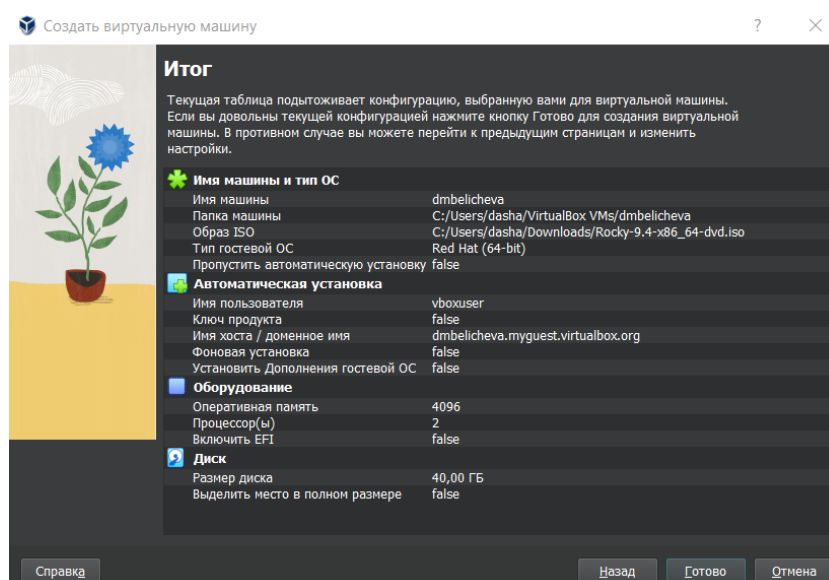 Создать виртуальную машину
?
Итог
Текущая таблица подытоживает конфигурацию, выбранную вами для виртуальной машины.
Если вы довольны текущей конфигурацией нажмите кнопку Готово для создания виртуальной
машины. В противном случае вы можете перейти к предыдущим страницам и изменить
настройки.
Имя машины и тип ОС
Имя машины dmbelicheva
Папка машины C:/Users/dasha/VirtualBox VMs/dmbelicheva
Образ ISO C:/Users/dasha/Downloads/Rocky-9.4-x86_64-dvd.iso
Тип гостевой ОС Red Hat (64-bit)
Пропустить автоматическую установку false
Автоматическая установка
Имя пользователя vboxuser
Ключ продукта false
Имя хоста / доменное имя dmbelicheva.myguest.virtualbox.org
Фоновая установка false
Установить Дополнения гостевой ОС false
Оборудование
Оперативная память 4096
Процессор(ы) 2
Включить EFI false
Диск
Размер диска 40,00 ГБ
Выделить место в полном размере false
Справка Назад Готово Отмена